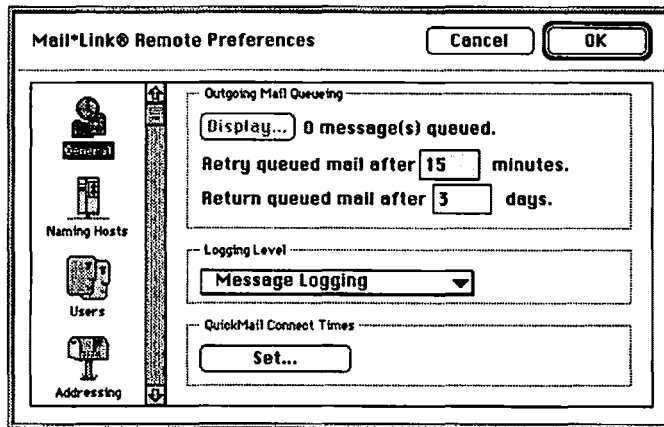 Mail*Link® Remote Preferences
Cancel
OK
General
Naming Hosts
Users
Addressing
Outgoing Mail Queueing
Display... 0 message(s) queued.
Retry queued mail after 15 minutes.
Return queued mail after 3 days.
Logging Level
Message Logging
QuickMail Connect Times
Set...